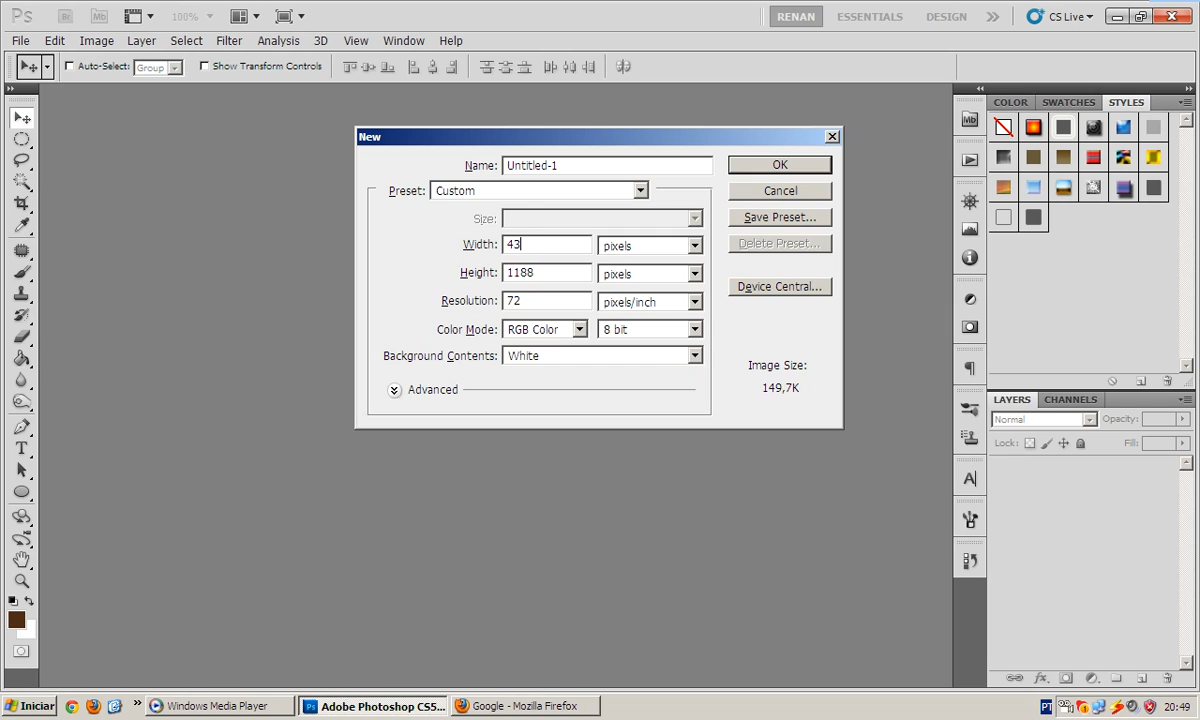 Ps Br Mb 100% RENAN ESSENTIALS DESIGN CS Live
File Edit Image Layer Select Filter Analysis 3D View Window Help
Auto-Select: Group Show Transform Controls
COLOR SWATCHES STYLES
Mb
New
Name: Untitled-1 OK
Preset: Custom Cancel
Size: Save Preset...
Width: 43 pixels Delete Preset...
Height: 1188 pixels
Resolution: 72 pixels/inch Device Central...
Color Mode: RGB Color 8 bit
Background Contents: White
Image Size:
149,7K
Advanced
LAYERS CHANNELS
Normal Opacity:
Lock: Fill:
Iniciar Windows Media Player Ps Adobe Photoshop CS5... Google - Mozilla Firefox PT 20:49